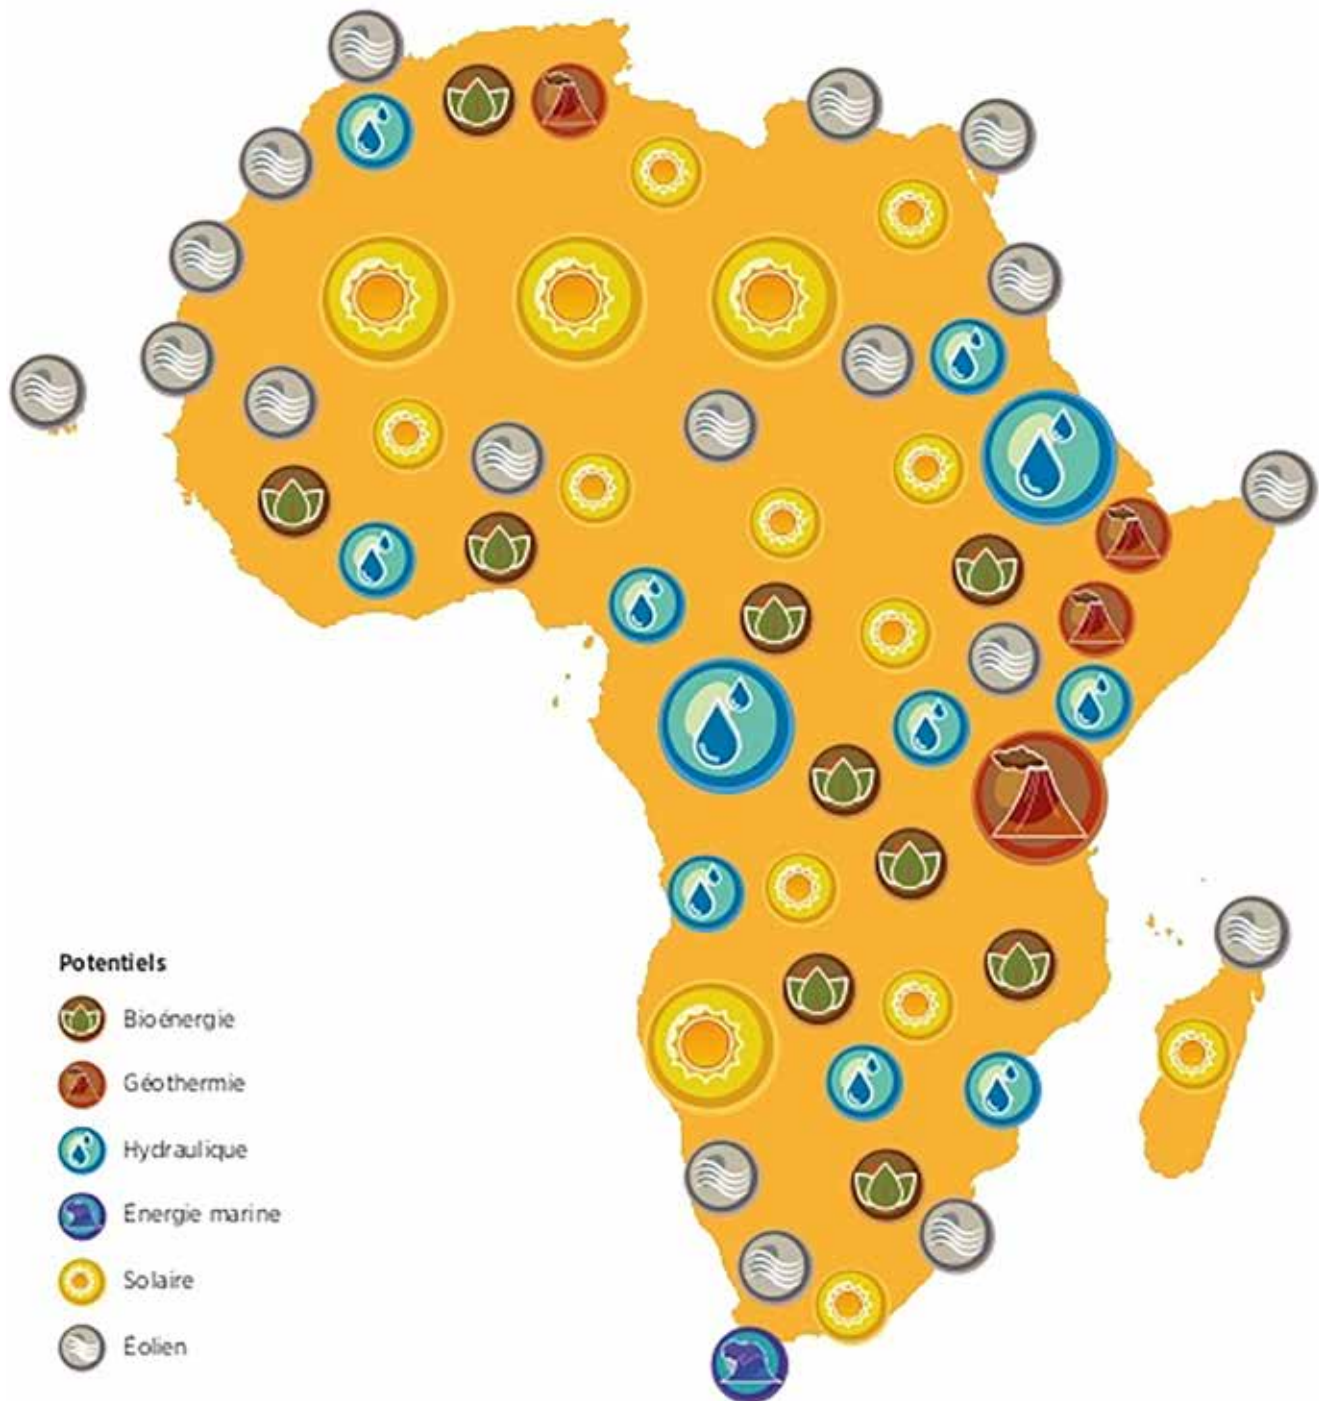 Potentiels
Bioénergie
Géothermie
Hydraulique
Énergie marine
Solaire
Éolien